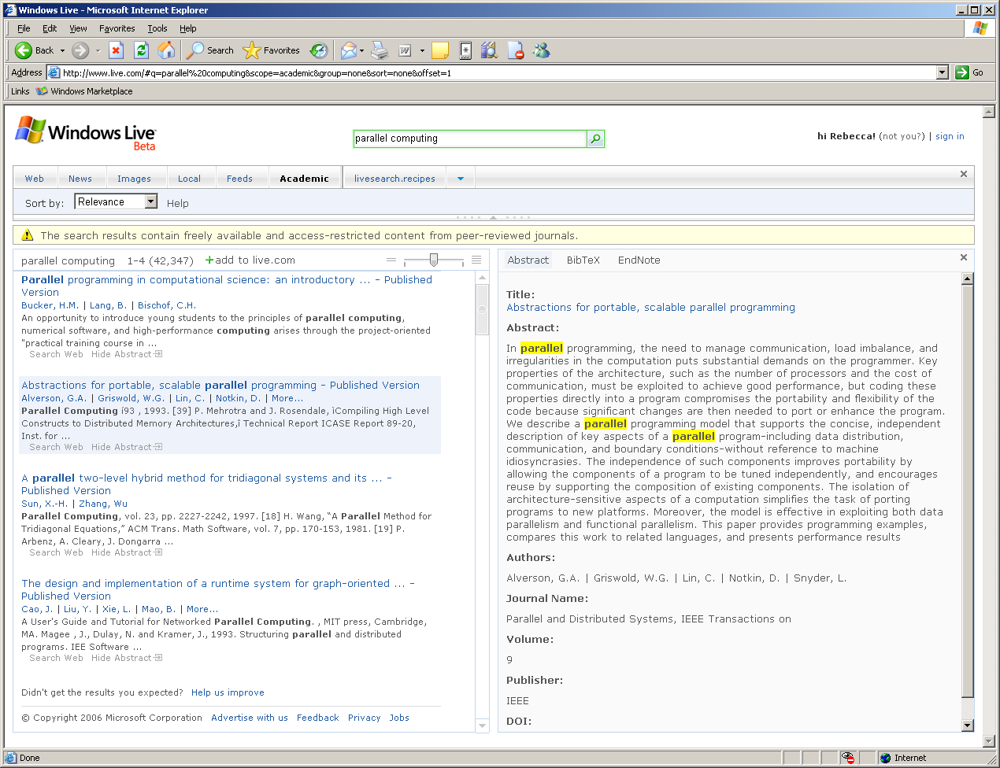 Windows Live - Microsoft Internet Explorer
File Edit View Favorites Tools Help
Back Search Favorites
Address http://www.live.com/#q=parallel%20computing&scope=academic&group=none&sort=none&offset=1 Go
Links Windows Marketplace
Windows Live
Beta
parallel computing
hi Rebecca! (not you?) | sign in
Web News Images Local Feeds Academic livesearch.recipes
Sort by: Relevance Help
The search results contain freely available and access-restricted content from peer-reviewed journals.
parallel computing 1-4 (42,347) +add to live.com
Parallel programming in computational science: an introductory ... - Published
Version
Bucker, H.M. | Lang, B. | Bischof, C.H.
An opportunity to introduce young students to the principles of parallel computing,
numerical software, and high-performance computing arises through the project-oriented
"practical training course in ...
Search Web Hide Abstract
Abstractions for portable, scalable parallel programming - Published Version
Alverson, G.A. | Griswold, W.G. | Lin, C. | Notkin, D. | More...
Parallel Computing í93 , 1993. [39] P. Mehrotra and J. Rosendale, ìCompiling High Level
Constructs to Distributed Memory Architectures,î Technical Report ICASE Report 89-20,
Inst. for ...
Search Web Hide Abstract
A parallel two-level hybrid method for tridiagonal systems and its ... -
Published Version
Sun, X.-H. | Zhang, Wu
Parallel Computing, vol. 23, pp. 2227-2242, 1997. [18] H. Wang, “A Parallel Method for
Tridiagonal Equations,” ACM Trans. Math Software, vol. 7, pp. 170-153, 1981. [19] P.
Arbenz, A. Cleary, J. Dongarra ...
Search Web Hide Abstract
The design and implementation of a runtime system for graph-oriented ... -
Published Version
Cao, J. | Liu, Y. | Xie, L. | Mao, B. | More...
A User's Guide and Tutorial for Networked Parallel Computing. , MIT press, Cambridge,
MA. Magee , J., Dulay, N. and Kramer, J., 1993. Structuring parallel and distributed
programs. IEE Software ...
Search Web Hide Abstract
Didn't get the results you expected? Help us improve
© Copyright 2006 Microsoft Corporation Advertise with us Feedback Privacy Jobs
Abstract BibTeX EndNote
Title:
Abstractions for portable, scalable parallel programming
Abstract:
In parallel programming, the need to manage communication, load imbalance, and
irregularities in the computation puts substantial demands on the programmer. Key
properties of the architecture, such as the number of processors and the cost of
communication, must be exploited to achieve good performance, but coding these
properties directly into a program compromises the portability and flexibility of the
code because significant changes are then needed to port or enhance the program.
We describe a parallel programming model that supports the concise, independent
description of key aspects of a parallel program-including data distribution,
communication, and boundary conditions-without reference to machine
idiosyncrasies. The independence of such components improves portability by
allowing the components of a program to be tuned independently, and encourages
reuse by supporting the composition of existing components. The isolation of
architecture-sensitive aspects of a computation simplifies the task of porting
programs to new platforms. Moreover, the model is effective in exploiting both data
parallelism and functional parallelism. This paper provides programming examples,
compares this work to related languages, and presents performance results
Authors:
Alverson, G.A. | Griswold, W.G. | Lin, C. | Notkin, D. | Snyder, L.
Journal Name:
Parallel and Distributed Systems, IEEE Transactions on
Volume:
9
Publisher:
IEEE
DOI:
Done Internet